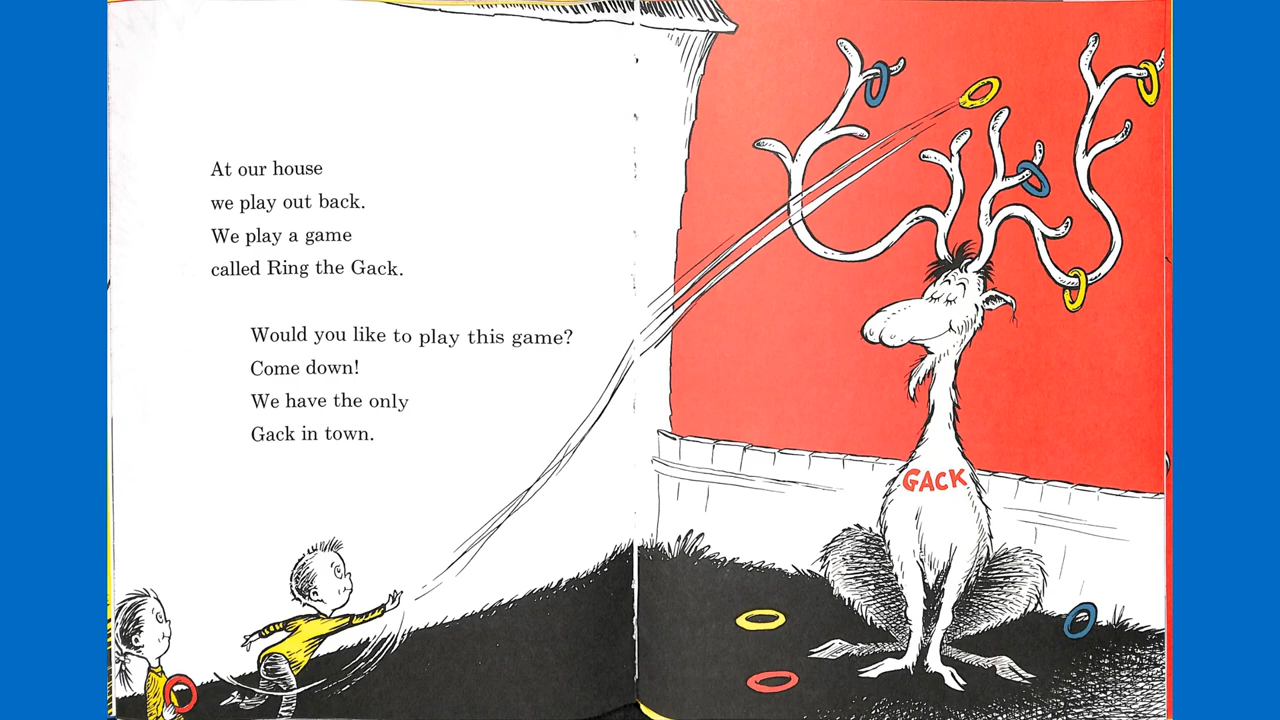 At our house
we play out back.
We play a game
called Ring the Gack.
Would you like to play this game?
Come down!
We have the only
Gack in town.
GACK